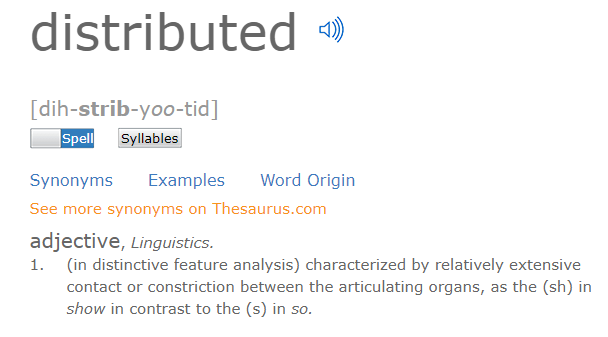 distributed
[dih-strib-yoo-tid]
Spell Syllables
Synonyms Examples Word Origin
See more synonyms on Thesaurus.com
adjective, Linguistics.
1. (in distinctive feature analysis) characterized by relatively extensive
contact or constriction between the articulating organs, as the (sh) in
show in contrast to the (s) in so.